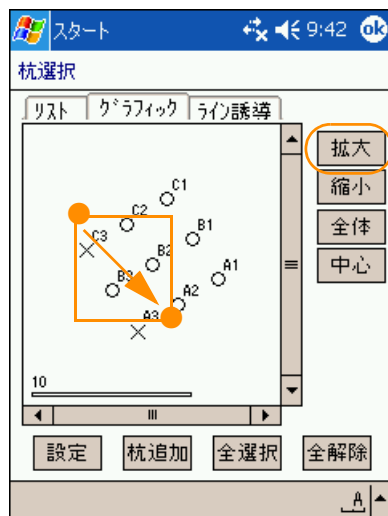 スタート 9:42 ok
杭選択
リスト グラフィック ライン誘導
拡大
縮小
全体
中心
C1
C2
C3
B1
B2
A1
B3
A2
A3
10
設定 杭追加 全選択 全解除
A